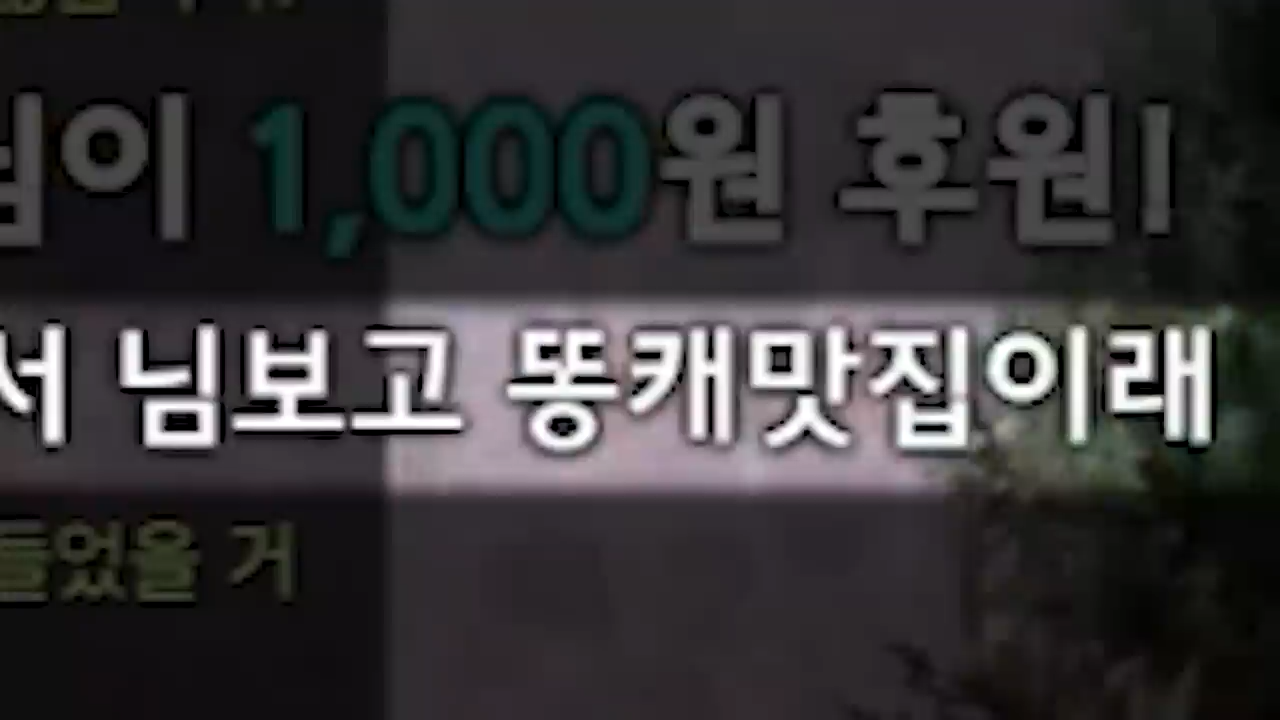 님이 1,000원 후원!
서 님보고 똥캐맛집이래
들었을 거